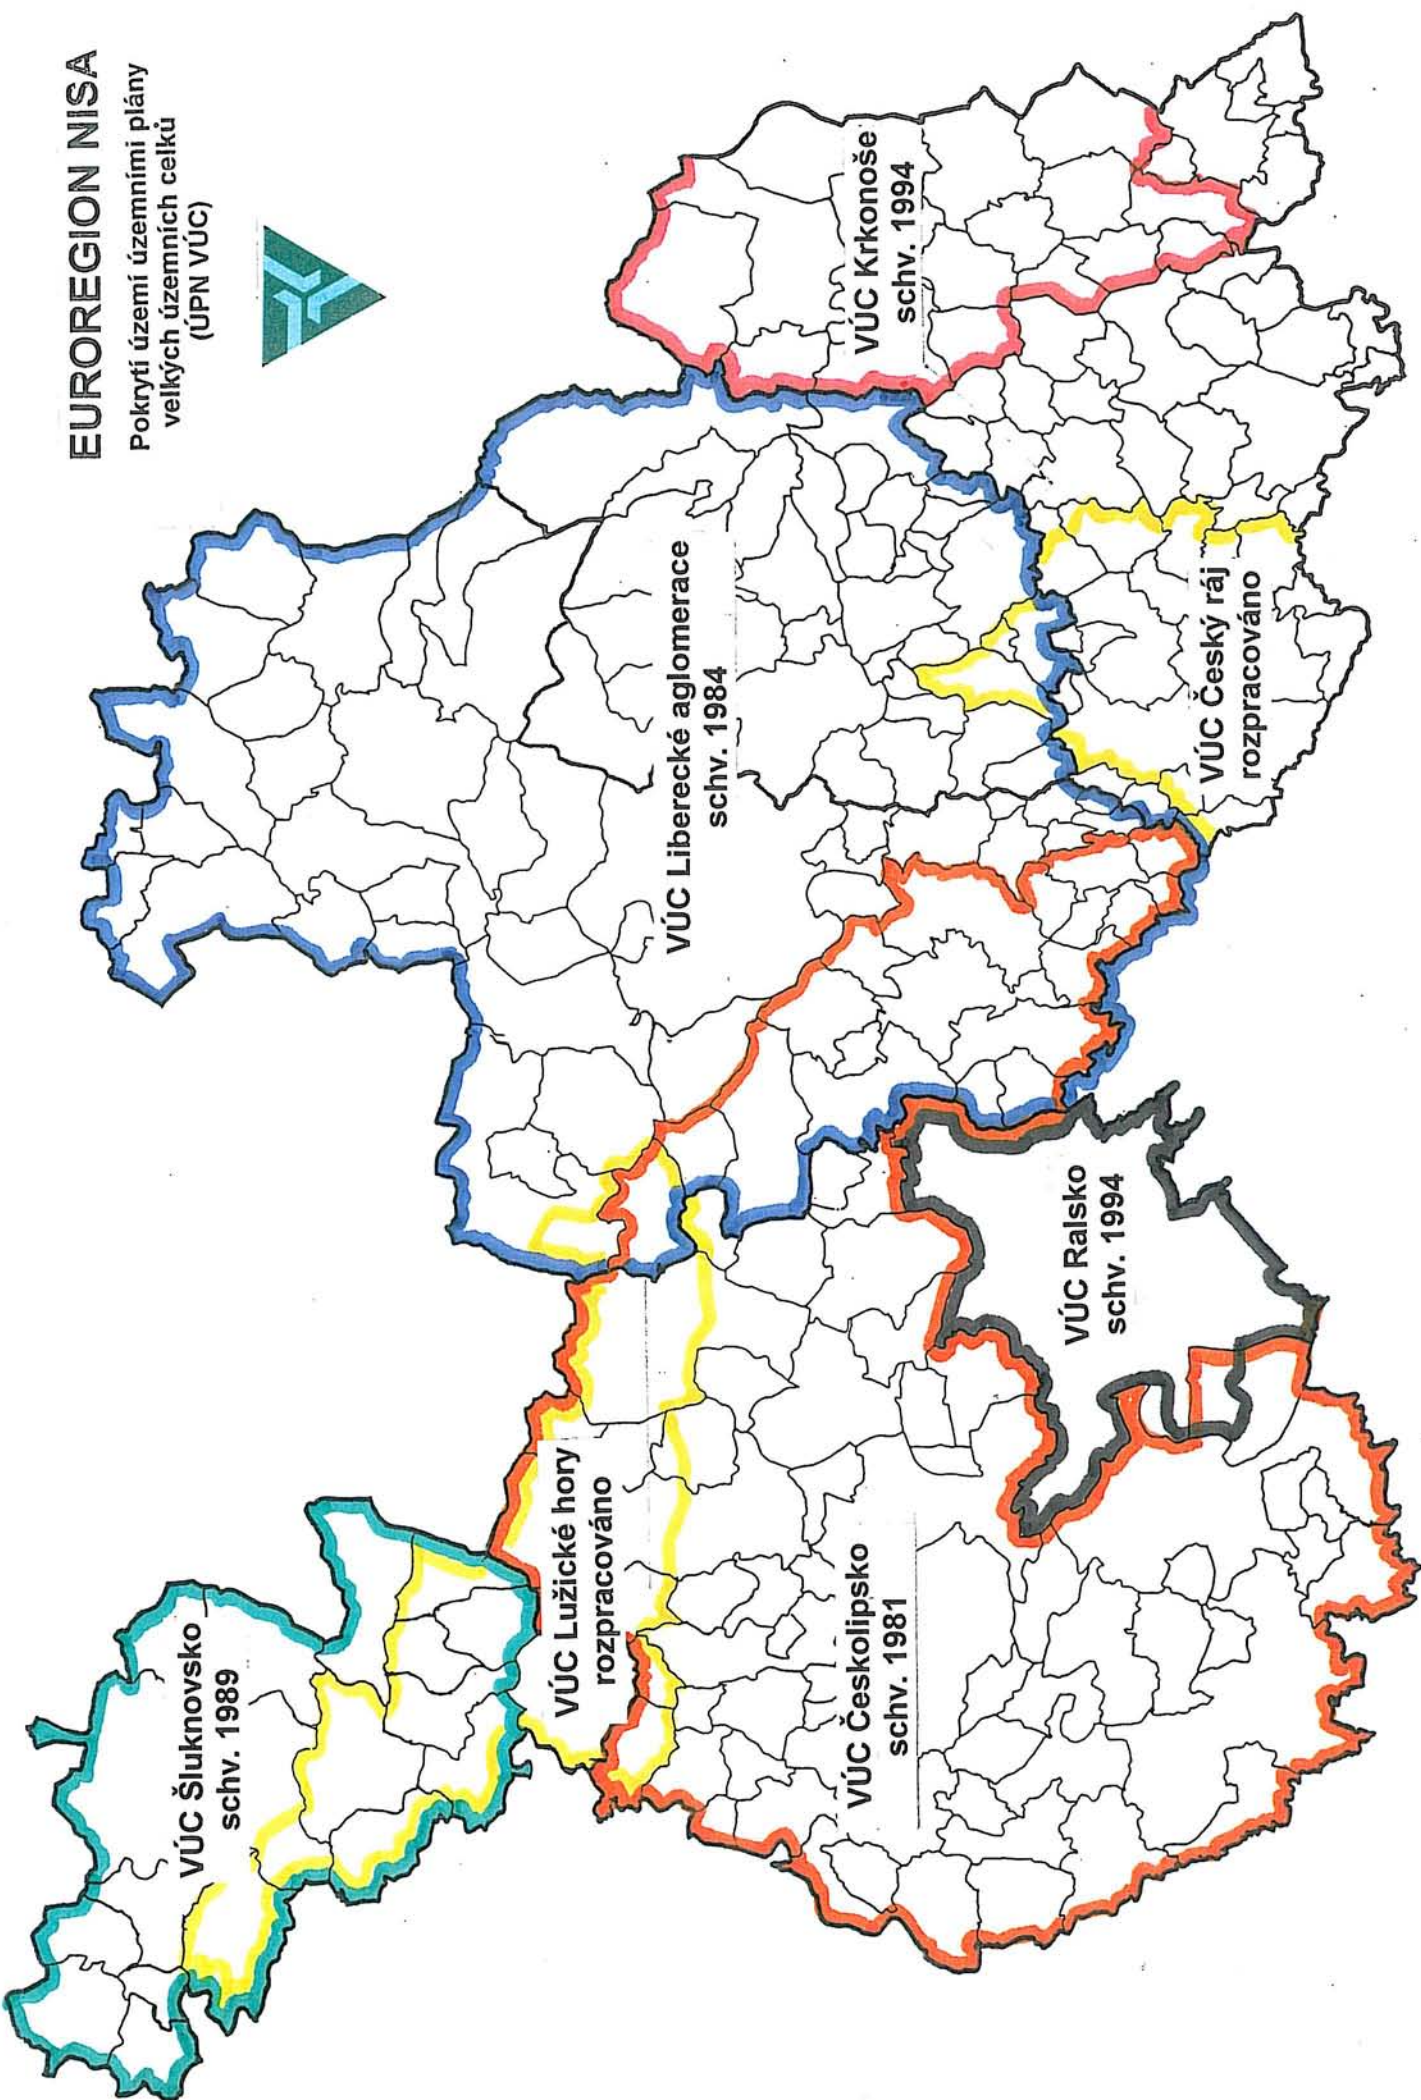 EUROREGION NISA
Pokrytí území územními plány
velkých územních celků
(ÚPN VÚC)
VÚC Šluknovsko
schv. 1989
VÚC Lužické hory
rozpracováno
VÚC Liberecké aglomerace
schv. 1984
VÚC Krkonoše
schv. 1994
VÚC Českolipsko
schv. 1981
VÚC Ralsko
schv. 1994
VÚC Český ráj
rozpracováno